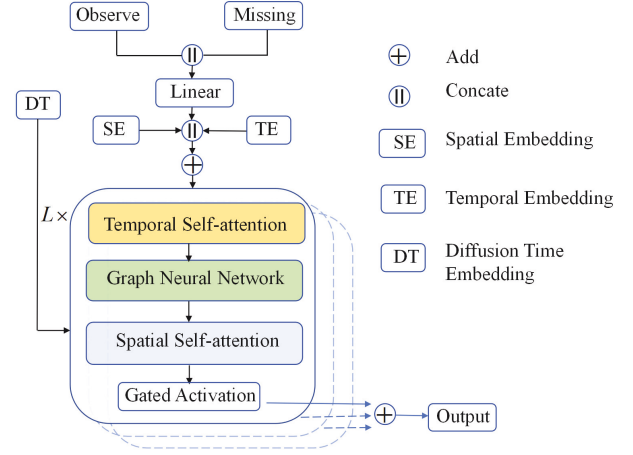 Observe
Missing
Linear
DT
SE
TE
L×
Temporal Self-attention
Graph Neural Network
Spatial Self-attention
Gated Activation
Output
Add
Concate
SE
Spatial Embedding
TE
Temporal Embedding
DT
Diffusion Time
Embedding